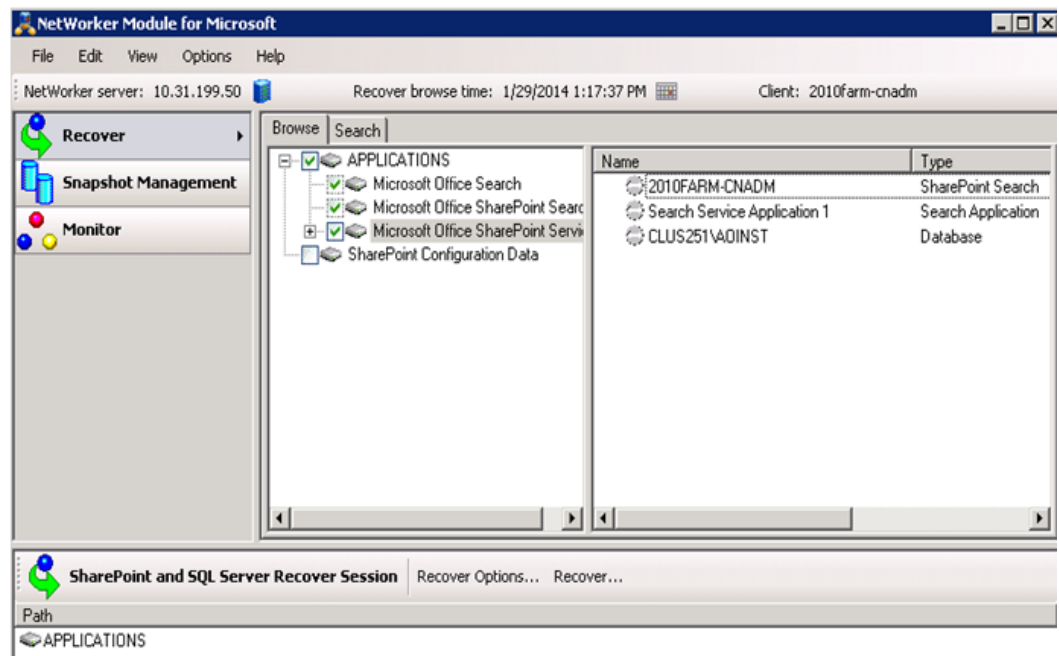 NetWorker Module for Microsoft
File Edit View Options Help
NetWorker server: 10.31.199.50 Recover browse time: 1/29/2014 1:17:37 PM Client: 2010farm-cnadm
Recover
Snapshot Management
Monitor
Browse Search
APPLICATIONS
Microsoft Office Search
Microsoft Office SharePoint Searc
Microsoft Office SharePoint Servi
SharePoint Configuration Data
Name Type
2010FARM-CNADM SharePoint Search
Search Service Application 1 Search Application
CLUS251\AOINST Database
SharePoint and SQL Server Recover Session Recover Options... Recover...
Path
APPLICATIONS